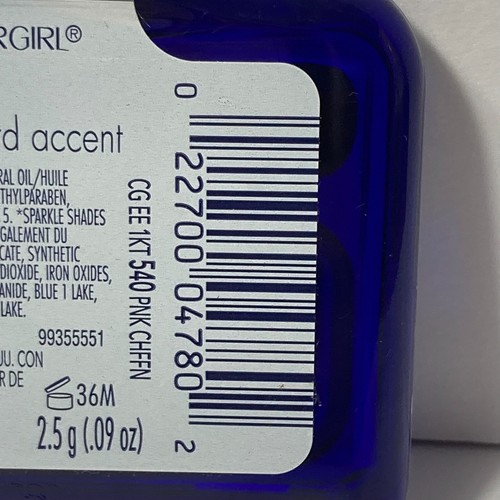 RGIRL®
rd accent
RAL OIL/HUILE
THYLPARABEN,
5. *SPARKLE SHADES
GALEMENT DU
CATE, SYNTHETIC
DIOXIDE, IRON OXIDES,
ANIDE, BLUE 1 LAKE,
LAKE.
99355551
JU. CON
R DE
36M
2.5 g (.09 oz)
CG EE 1KT 540 PNK CHFFN
0 22700 04780 2